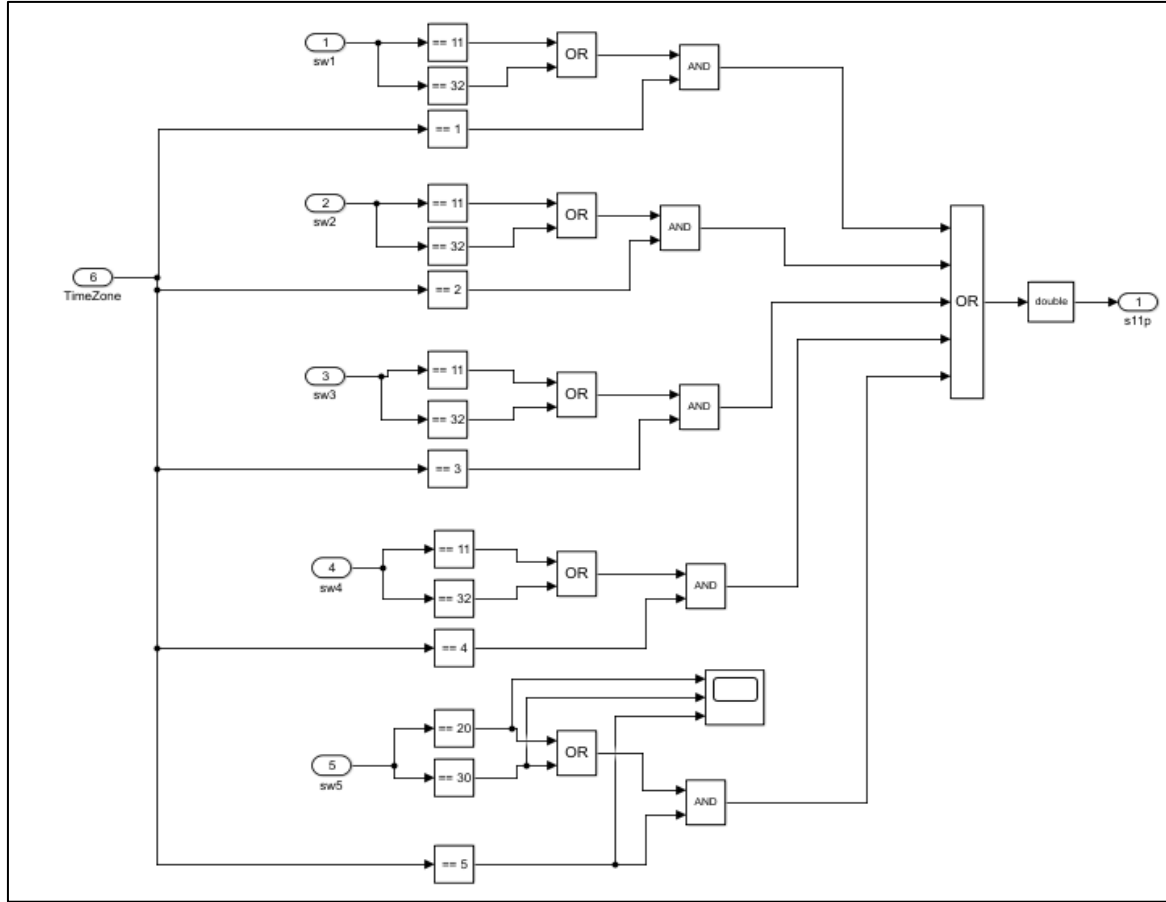 1
sw1
== 11
== 32
== 1
OR
AND
2
sw2
== 11
== 32
== 2
OR
AND
6
TimeZone
OR
double
1
s11p
3
sw3
== 11
== 32
== 3
OR
AND
4
sw4
== 11
== 32
== 4
OR
AND
5
sw5
== 20
== 30
== 5
OR
AND